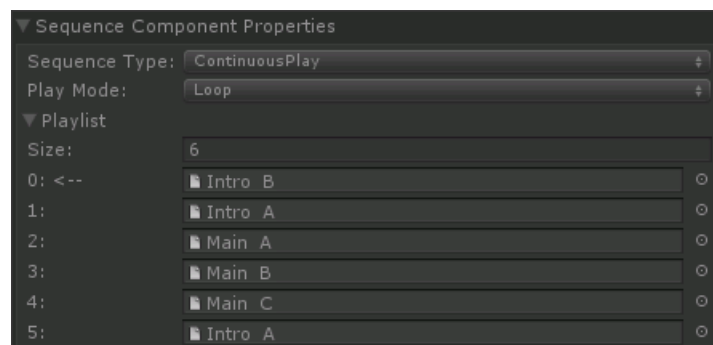 Sequence Component Properties
Sequence Type: ContinuousPlay
Play Mode: Loop
Playlist
Size: 6
0: <-- Intro B
1: Intro A
2: Main A
3: Main B
4: Main C
5: Intro A